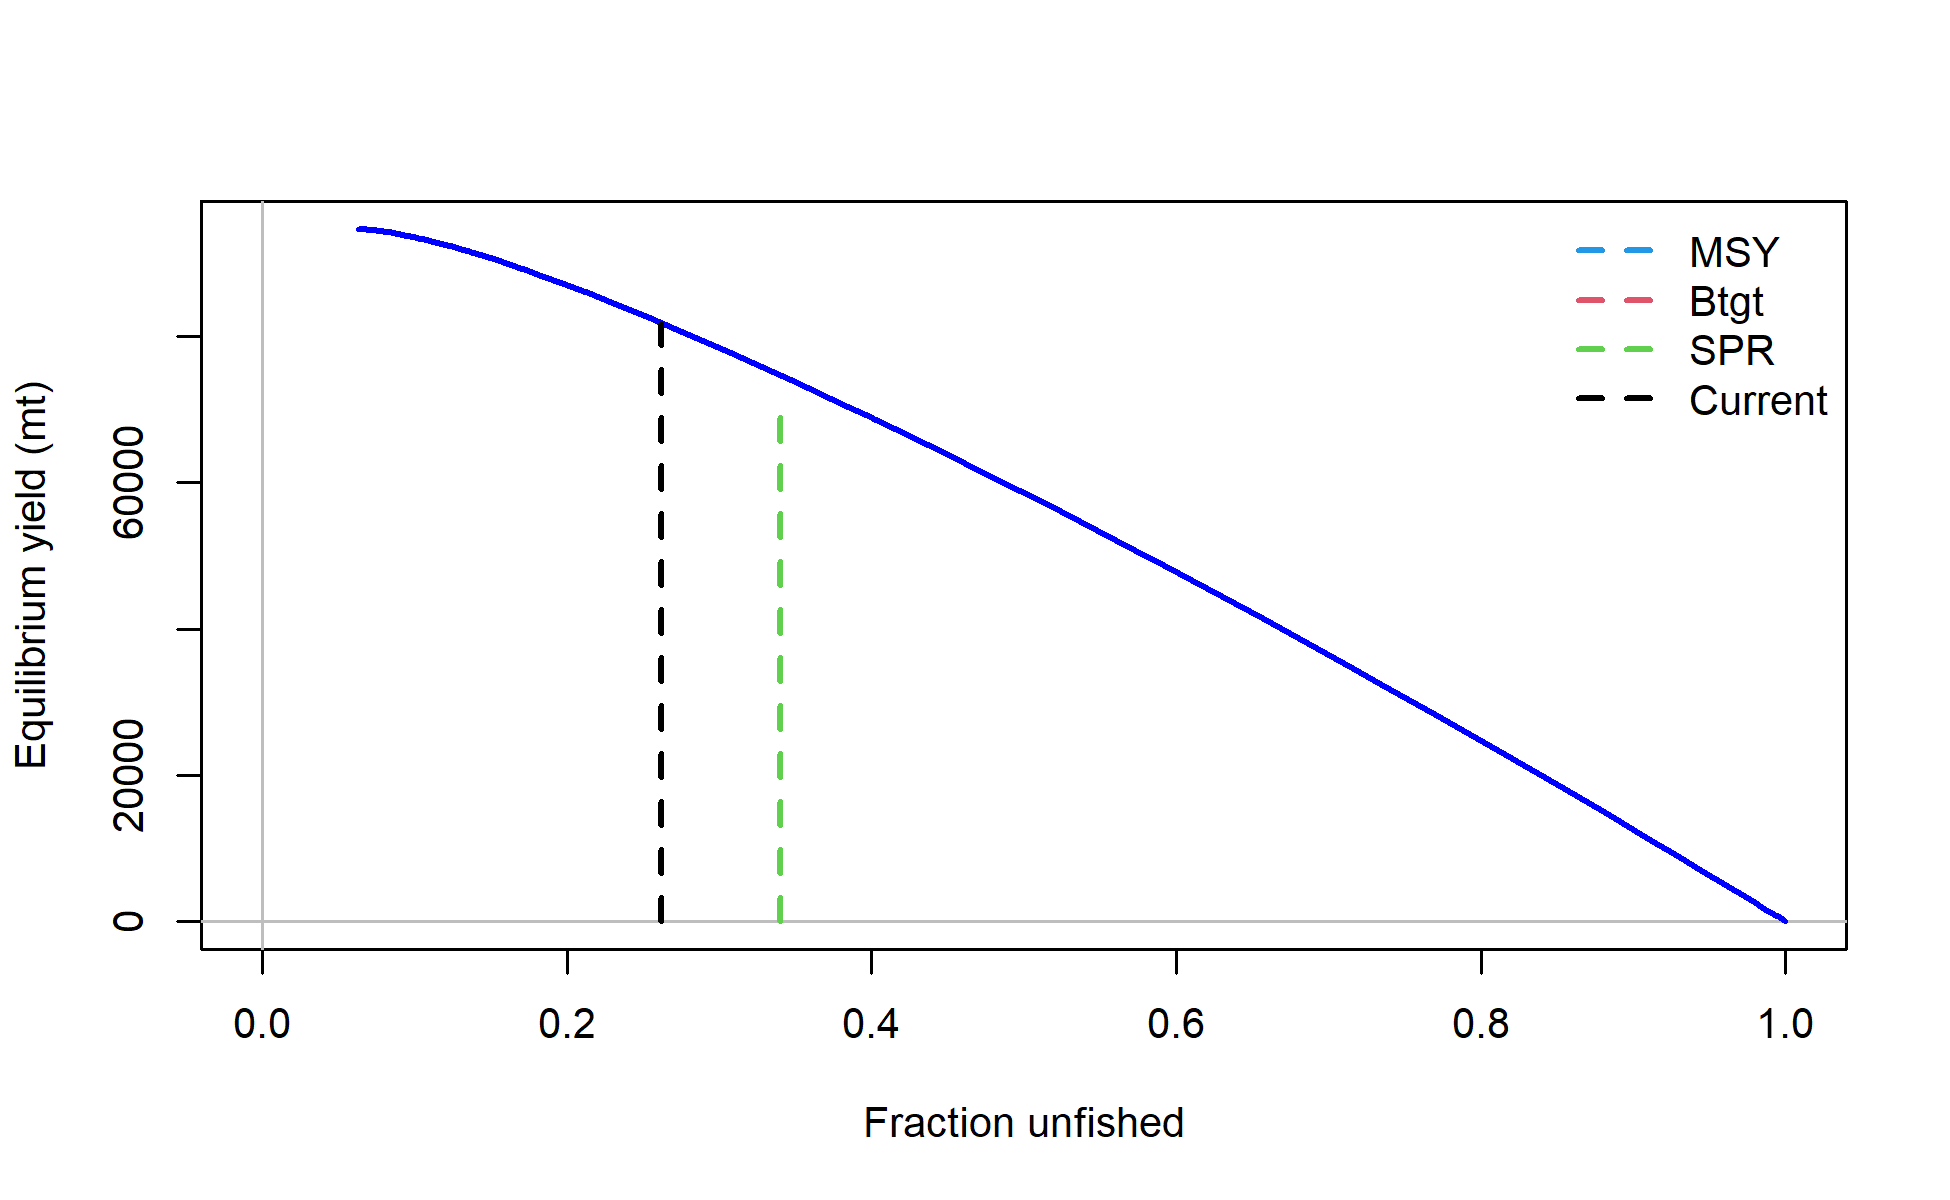 MSY
Btgt
SPR
Current
Equilibrium yield (mt)
60000
20000
0
0.0 0.2 0.4 0.6 0.8 1.0
Fraction unfished